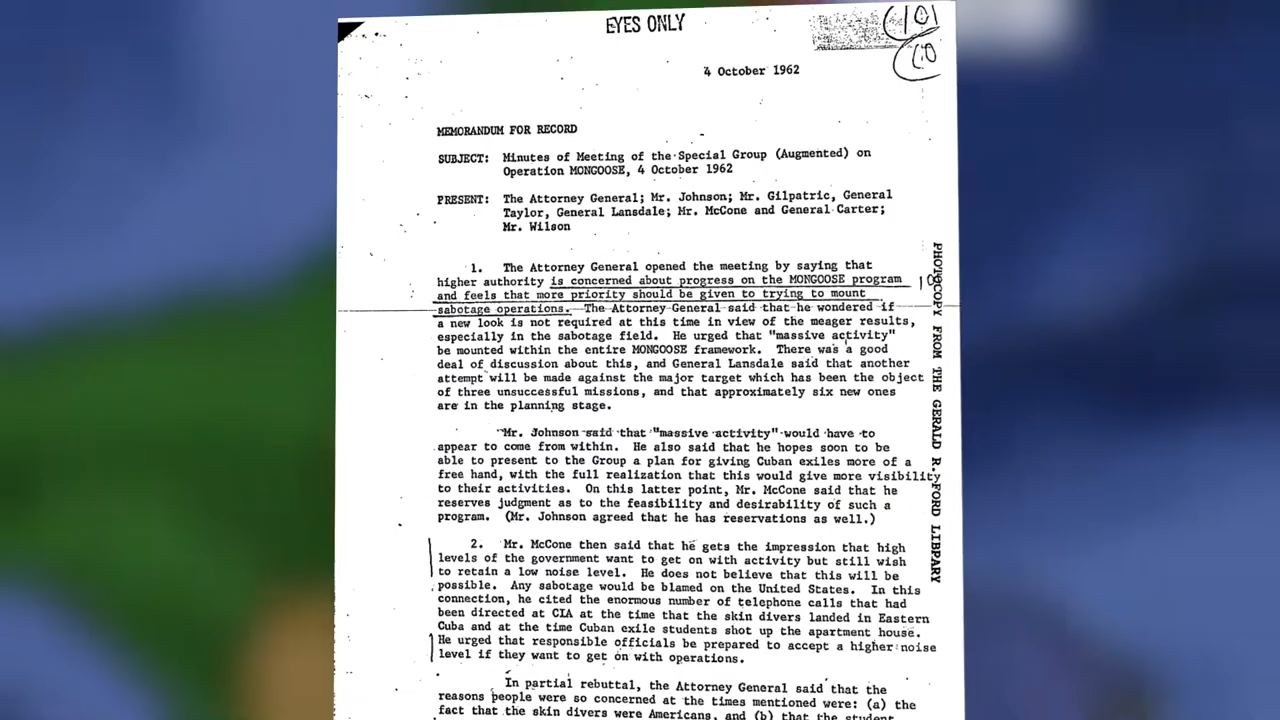 EYES ONLY
101
10
4 October 1962
MEMORANDUM FOR RECORD
SUBJECT: Minutes of Meeting of the Special Group (Augmented) on
Operation MONGOOSE, 4 October 1962
PRESENT: The Attorney General; Mr. Johnson; Mr. Gilpatric, General
Taylor, General Lansdale; Mr. McCone and General Carter;
Mr. Wilson
1. The Attorney General opened the meeting by saying that
higher authority is concerned about progress on the MONGOOSE program
and feels that more priority should be given to trying to mount
sabotage operations. The Attorney General said that he wondered if
a new look is not required at this time in view of the meager results,
especially in the sabotage field. He urged that "massive activity"
be mounted within the entire MONGOOSE framework. There was a good
deal of discussion about this, and General Lansdale said that another
attempt will be made against the major target which has been the object
of three unsuccessful missions, and that approximately six new ones
are in the planning stage.
Mr. Johnson said that "massive activity" would have to
appear to come from within. He also said that he hopes soon to be
able to present to the Group a plan for giving Cuban exiles more of a
free hand, with the full realization that this would give more visibility
to their activities. On this latter point, Mr. McCone said that he
reserves judgment as to the feasibility and desirability of such a
program. (Mr. Johnson agreed that he has reservations as well.)
2. Mr. McCone then said that he gets the impression that high
levels of the government want to get on with activity but still wish
to retain a low noise level. He does not believe that this will be
possible. Any sabotage would be blamed on the United States. In this
connection, he cited the enormous number of telephone calls that had
been directed at CIA at the time that the skin divers landed in Eastern
Cuba and at the time Cuban exile students shot up the apartment house.
He urged that responsible officials be prepared to accept a higher noise
level if they want to get on with operations.
In partial rebuttal, the Attorney General said that the
reasons people were so concerned at the times mentioned were: (a) the
fact that the skin divers were Americans, and (b) that the student
PHOTOCOPY FROM THE GERALD R. FORD LIBRARY